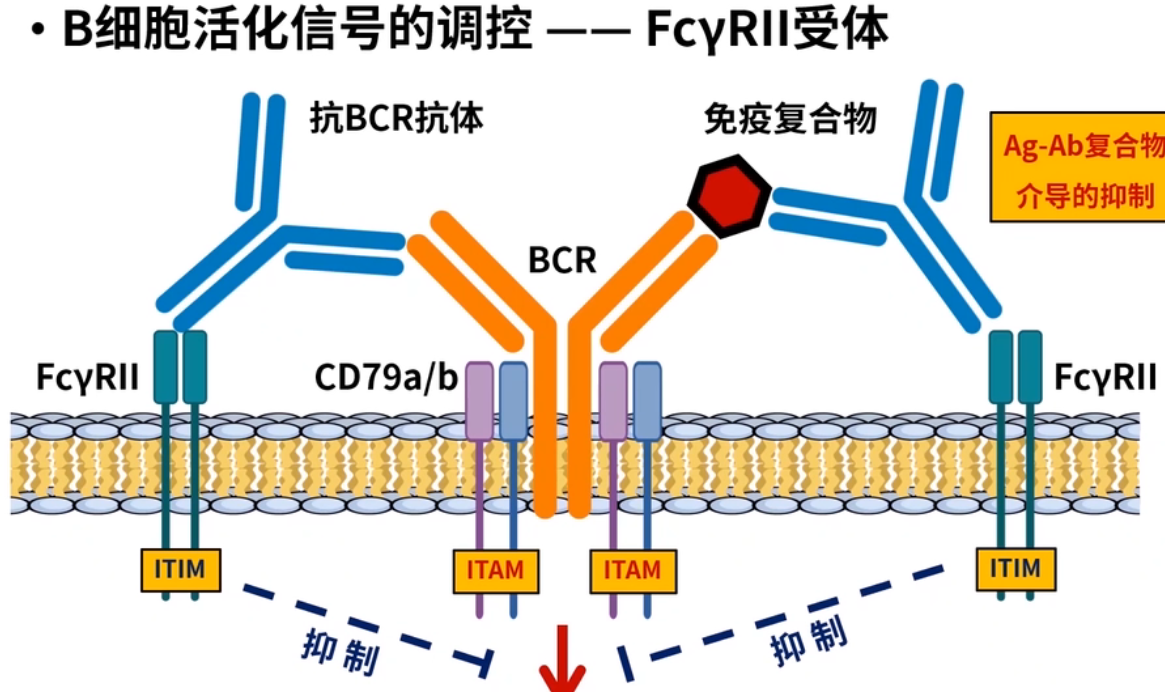 • B细胞活化信号的调控 —— FcγRII受体
抗BCR抗体
免疫复合物
Ag-Ab复合物
介导的抑制
BCR
FcγRII
CD79a/b
FcγRII
ITIM
ITAM
ITAM
ITIM
抑制
抑制